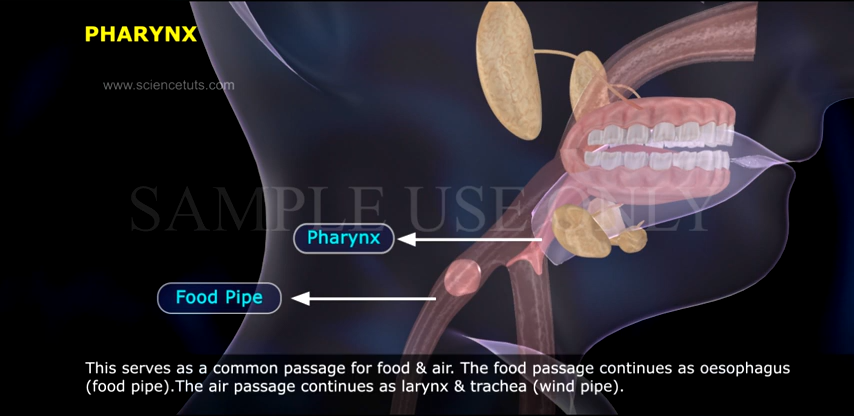 PHARYNX
www.sciencetuts.com
SAMPLE USE ONLY
Pharynx
Food Pipe
This serves as a common passage for food & air. The food passage continues as oesophagus
(food pipe).The air passage continues as larynx & trachea (wind pipe).